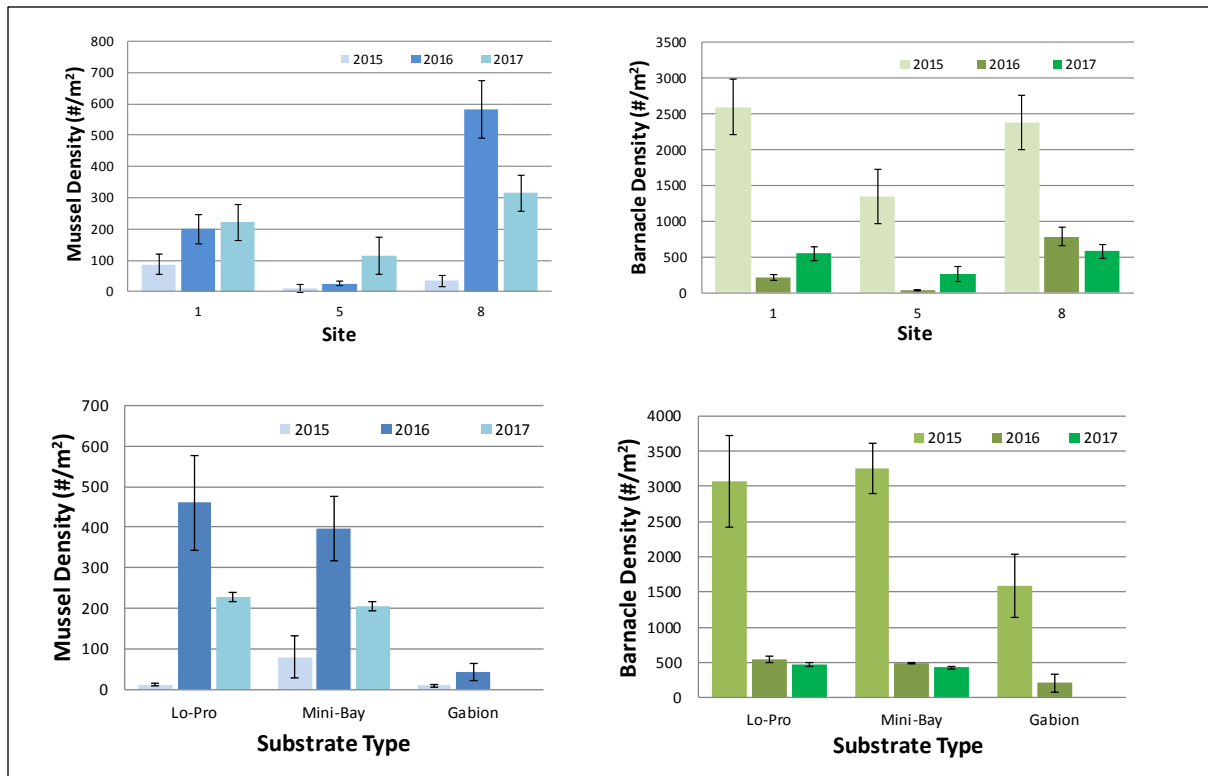 800
700
600
500
400
300
200
100
0
Mussel Density (#/m²)
2015 2016 2017
1 5 8
Site
3500
3000
2500
2000
1500
1000
500
0
Barnacle Density (#/m²)
2015 2016 2017
1 5 8
Site
700
600
500
400
300
200
100
0
Mussel Density (#/m²)
2015 2016 2017
Lo-Pro Mini-Bay Gabion
Substrate Type
4000
3500
3000
2500
2000
1500
1000
500
0
Barnacle Density (#/m²)
2015 2016 2017
Lo-Pro Mini-Bay Gabion
Substrate Type